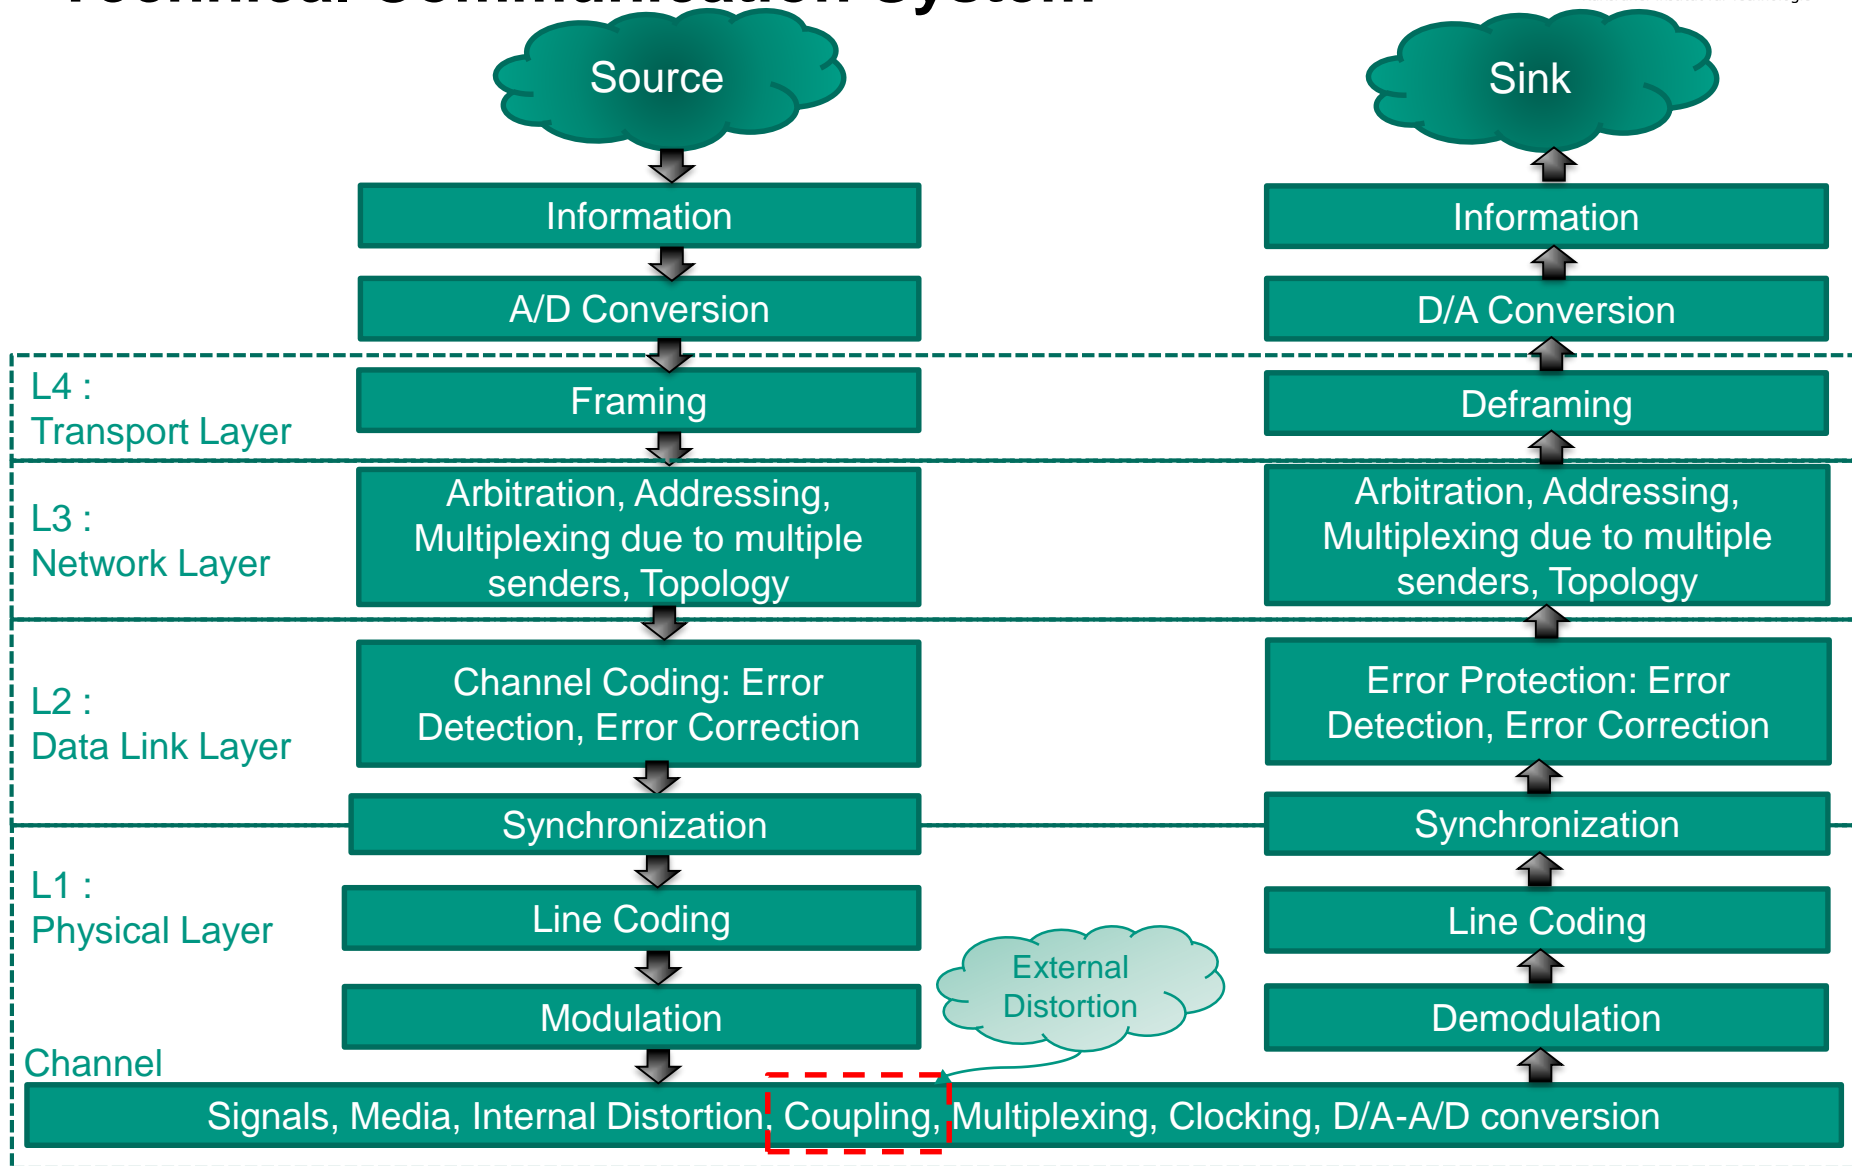 Technical Communication System
Source
Sink
Information
Information
A/D Conversion
D/A Conversion
L4 :
Transport Layer
Framing
Deframing
L3 :
Network Layer
Arbitration, Addressing,
Multiplexing due to multiple
senders, Topology
Arbitration, Addressing,
Multiplexing due to multiple
senders, Topology
L2 :
Data Link Layer
Channel Coding: Error
Detection, Error Correction
Error Protection: Error
Detection, Error Correction
Synchronization
Synchronization
L1 :
Physical Layer
Line Coding
Line Coding
External
Distortion
Modulation
Demodulation
Channel
Signals, Media, Internal Distortion, Coupling, Multiplexing, Clocking, D/A-A/D conversion